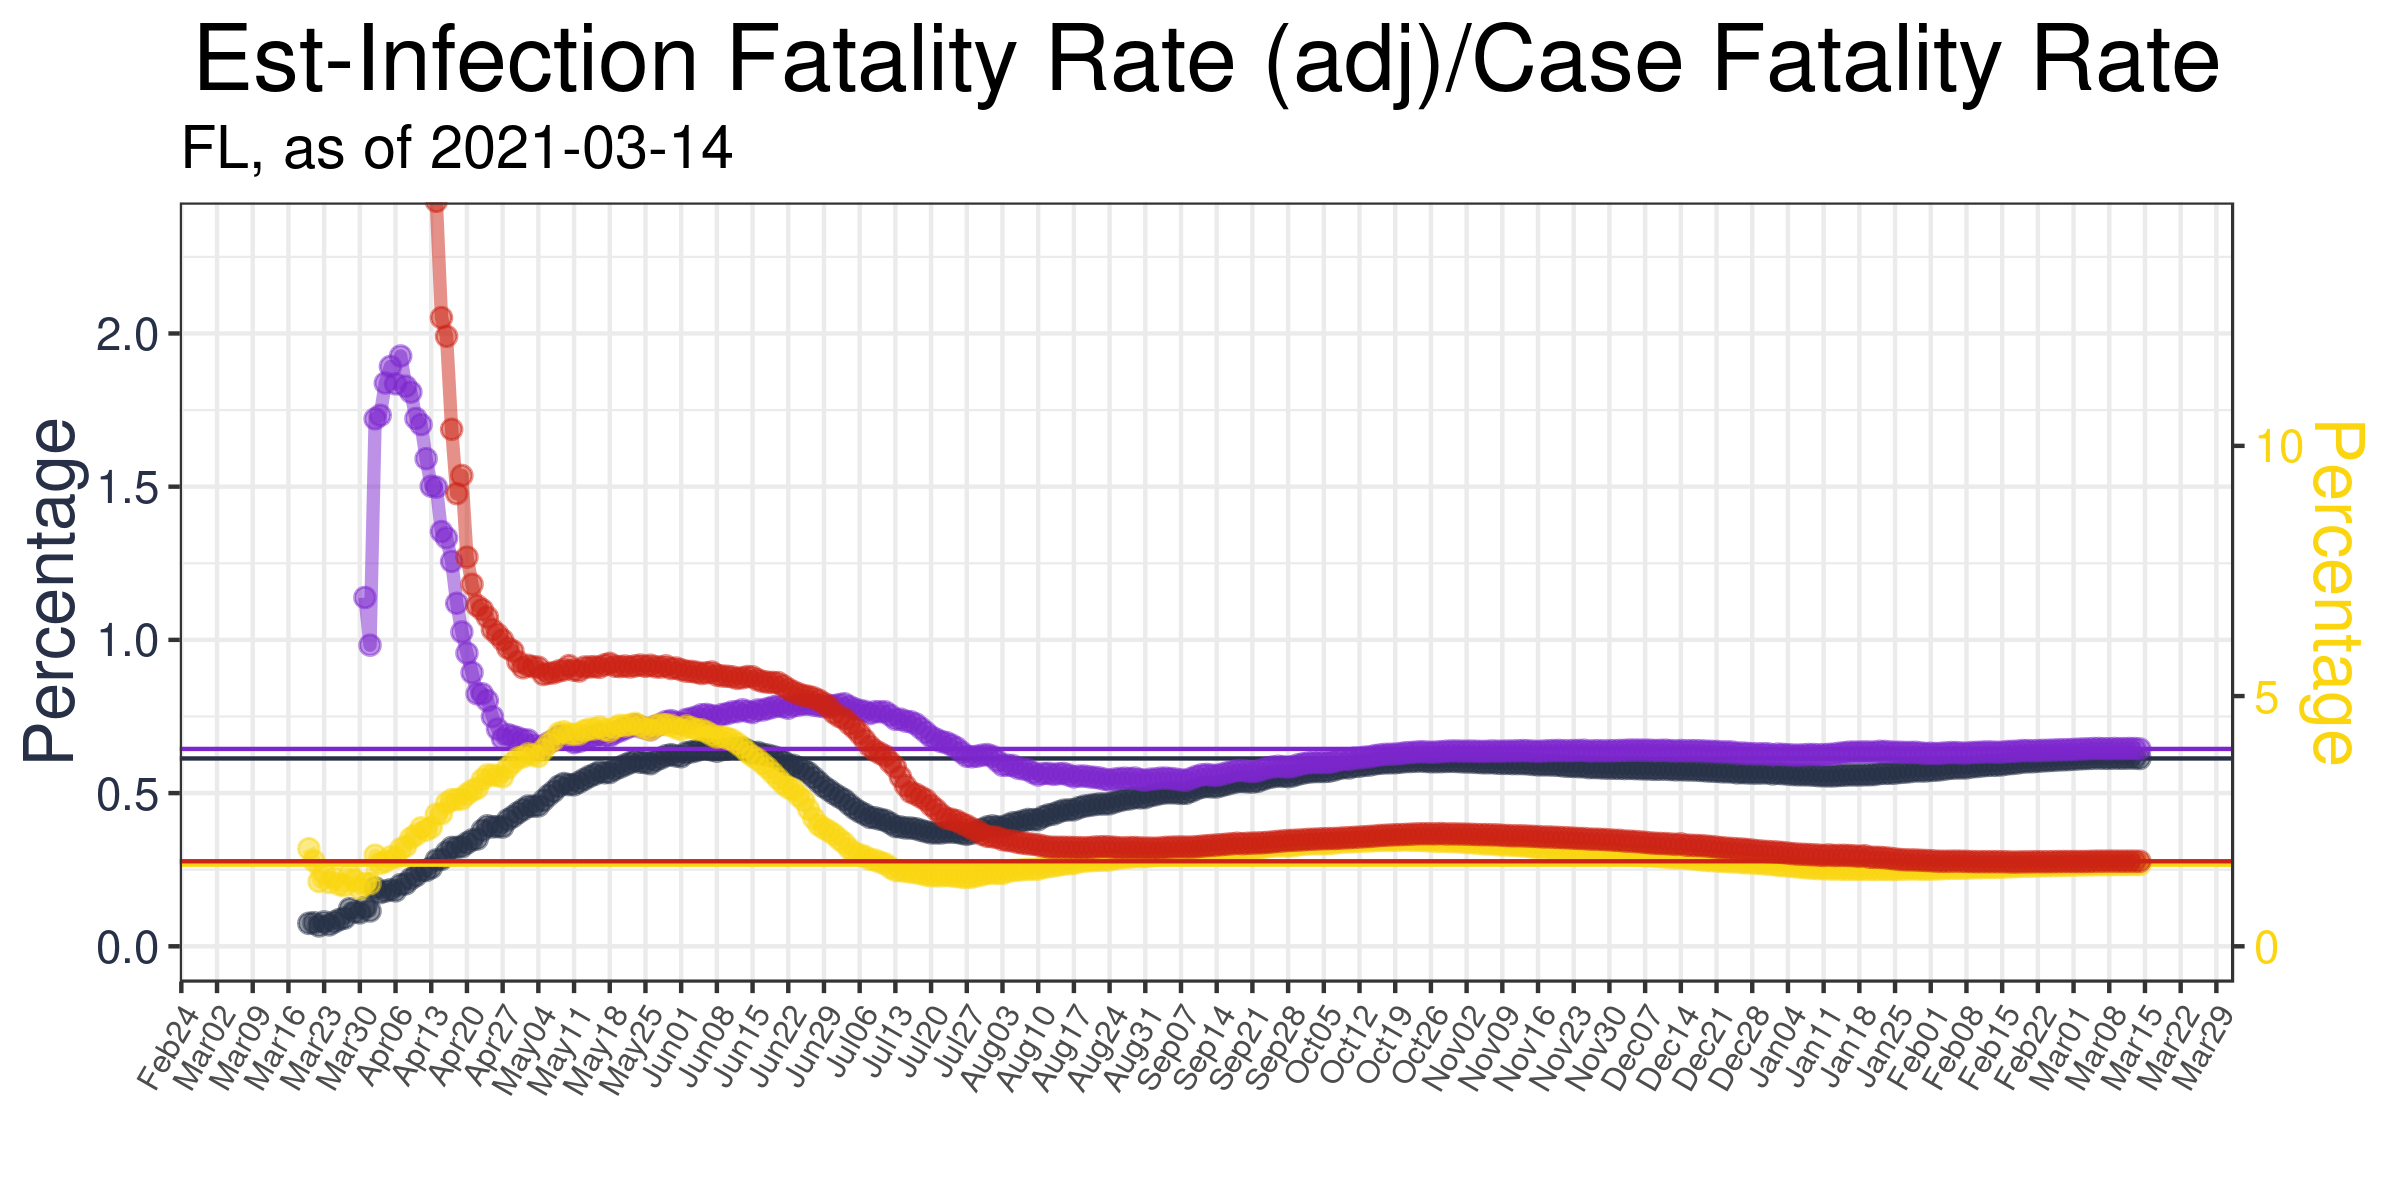 Est-Infection Fatality Rate (adj)/Case Fatality Rate
FL, as of 2021-03-14
Percentage
2.0
1.5
1.0
0.5
0.0
10
5
0
Percentage
Feb24
Mar02
Mar09
Mar16
Mar23
Mar30
Apr06
Apr13
Apr20
Apr27
May04
May11
May18
May25
Jun01
Jun08
Jun15
Jun22
Jun29
Jul06
Jul13
Jul20
Jul27
Aug03
Aug10
Aug17
Aug24
Aug31
Sep07
Sep14
Sep21
Sep28
Oct05
Oct12
Oct19
Oct26
Nov02
Nov09
Nov16
Nov23
Nov30
Dec07
Dec14
Dec21
Dec28
Jan04
Jan11
Jan18
Jan25
Feb01
Feb08
Feb15
Feb22
Mar01
Mar08
Mar15
Mar22
Mar29